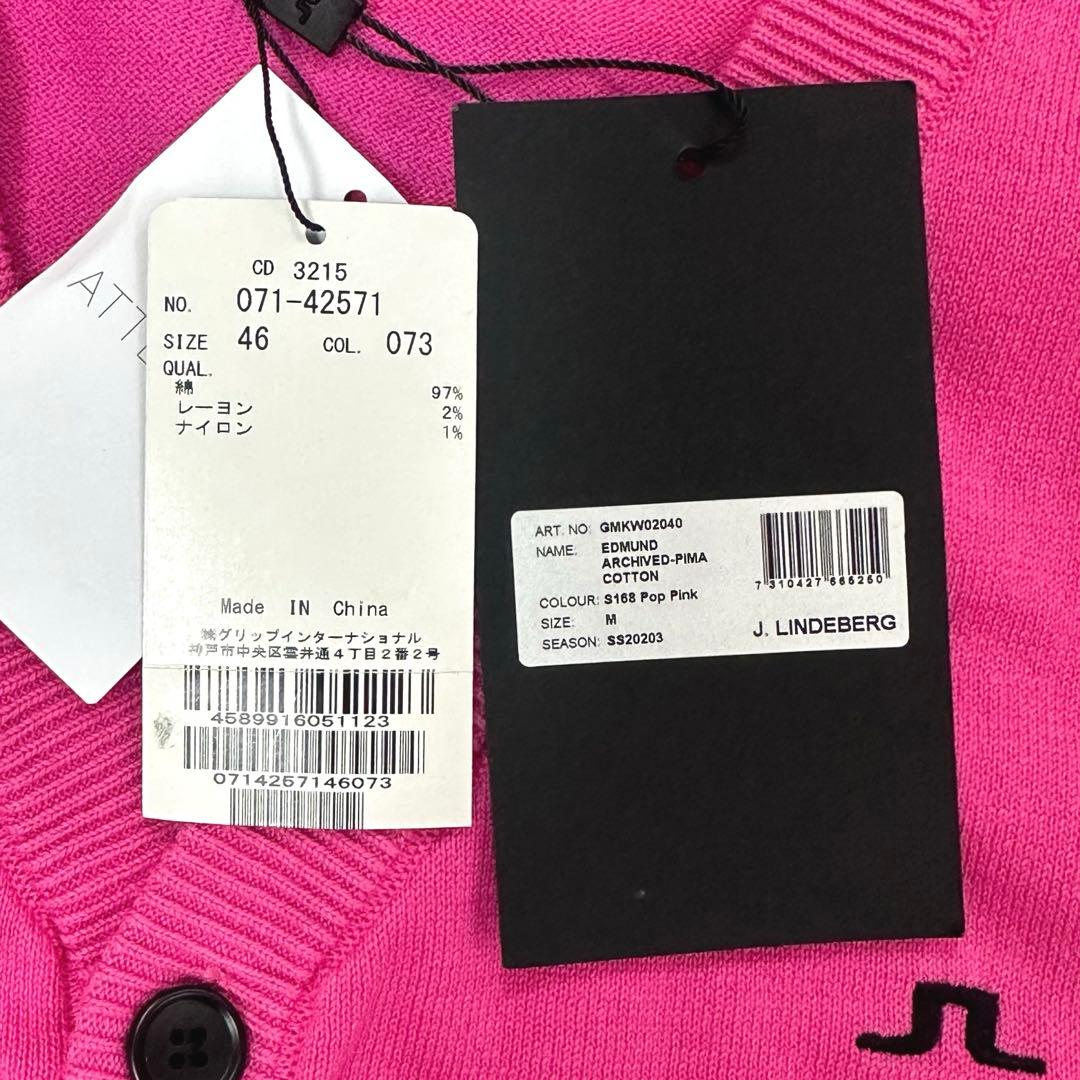 CD 3215
NO. 071-42571
SIZE 46 COL. 073
QUAL.
綿 97%
レーヨン 2%
ナイロン 1%
Made IN China
㈱グリップインターナショナル
神戸市中央区雲井通4丁目2番2号
4589916051123
0714257146073
ART. NO: GMKW02040
NAME: EDMUND
ARCHIVED-PIMA
COTTON
COLOUR: S168 Pop Pink
SIZE: M
SEASON: SS20203
J. LINDEBERG